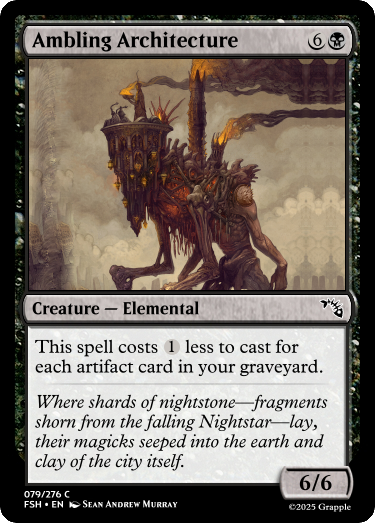 Ambling Architecture 6
Creature — Elemental
This spell costs 1 less to cast for
each artifact card in your graveyard.
Where shards of nightstone—fragments
shorn from the falling Nightstar—lay,
their magicks seeped into the earth and
clay of the city itself.
6/6
079/276 C
FSH • EN Sean Andrew Murray
©2025 Grapple